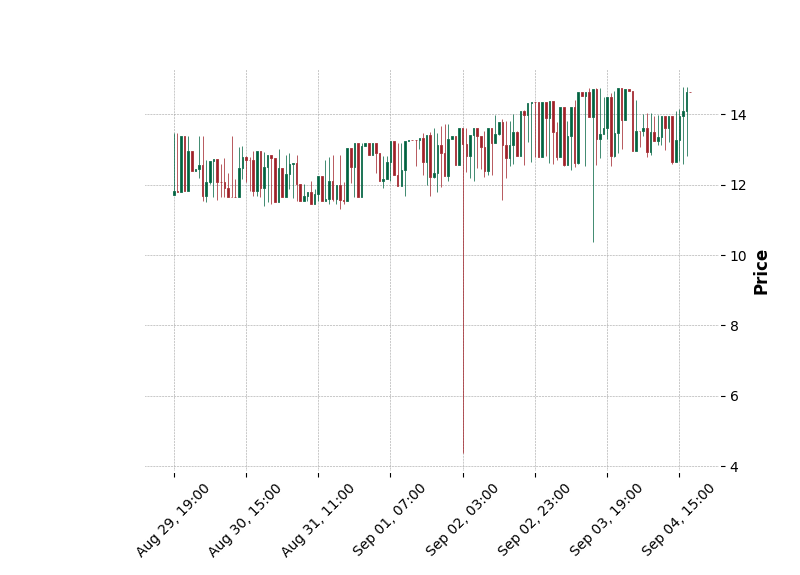 14
12
10
8
6
4
Price
Aug 29, 19:00
Aug 30, 15:00
Aug 31, 11:00
Sep 01, 07:00
Sep 02, 03:00
Sep 02, 23:00
Sep 03, 19:00
Sep 04, 15:00